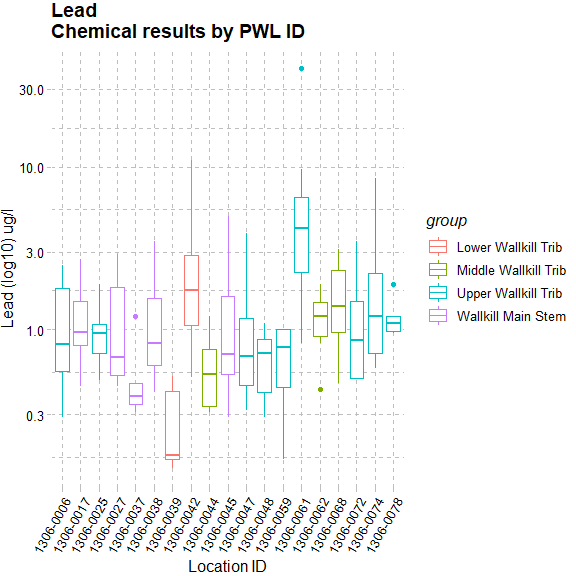 Lead
Chemical results by PWL ID
Lead (log10) ug/l
30.0
10.0
3.0
1.0
0.3
1306-0006
1306-0017
1306-0025
1306-0027
1306-0037
1306-0038
1306-0039
1306-0042
1306-0044
1306-0045
1306-0047
1306-0048
1306-0059
1306-0061
1306-0062
1306-0068
1306-0072
1306-0074
1306-0078
Location ID
group
Lower Wallkill Trib
Middle Wallkill Trib
Upper Wallkill Trib
Wallkill Main Stem